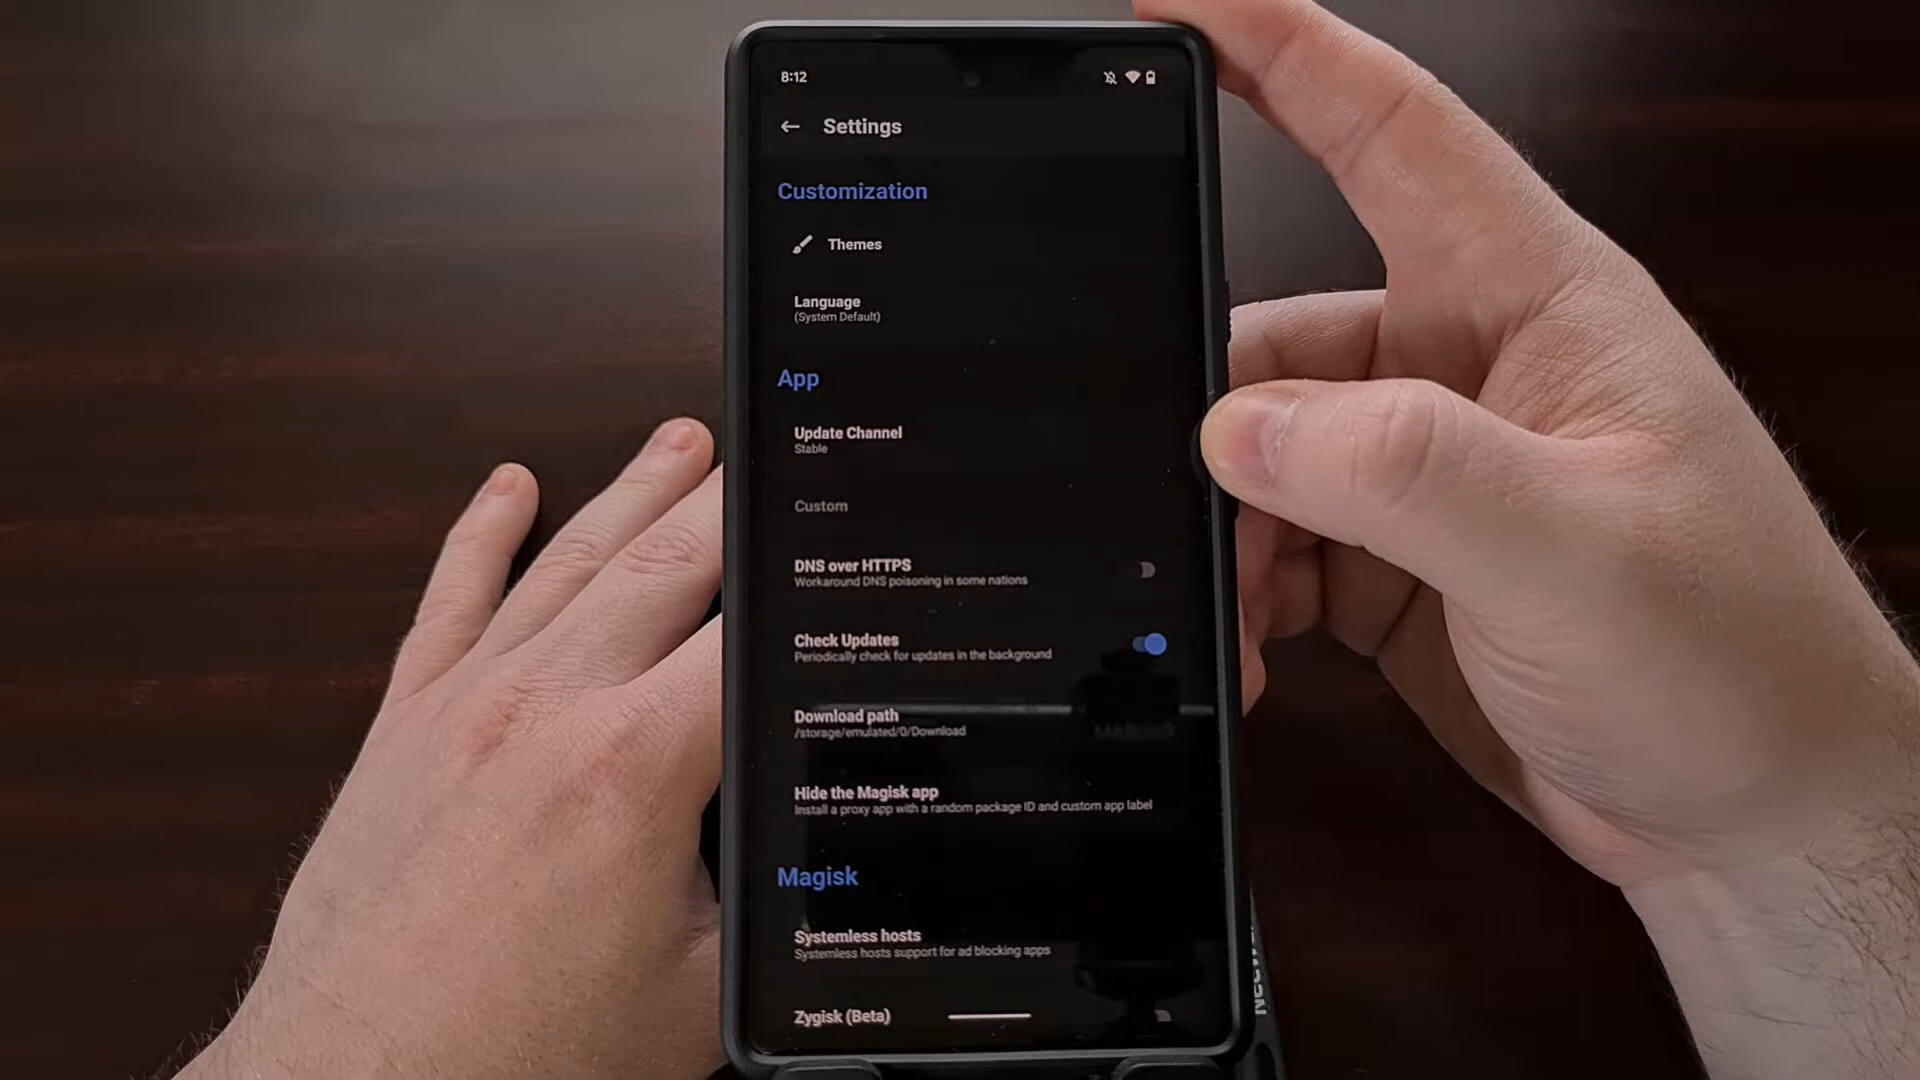 8:12
Settings
Customization
Themes
Language
(System Default)
App
Update Channel
Stable
Custom
DNS over HTTPS
Workaround DNS poisoning in some nations
Check Updates
Periodically check for updates in the background
Download path
/storage/emulated/0/Download
Hide the Magisk app
Install a proxy app with a random package ID and custom app label
Magisk
Systemless hosts
Systemless hosts support for ad blocking apps
Zygisk (Beta)